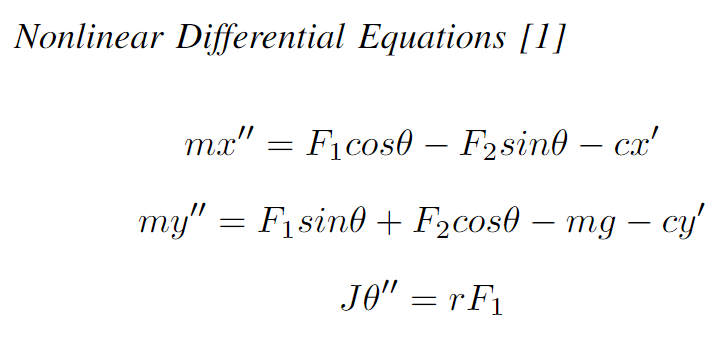 Nonlinear Differential Equations [1]
mx″ = F₁cosθ − F₂sinθ − cx′
my″ = F₁sinθ + F₂cosθ − mg − cy′
Jθ″ = rF₁